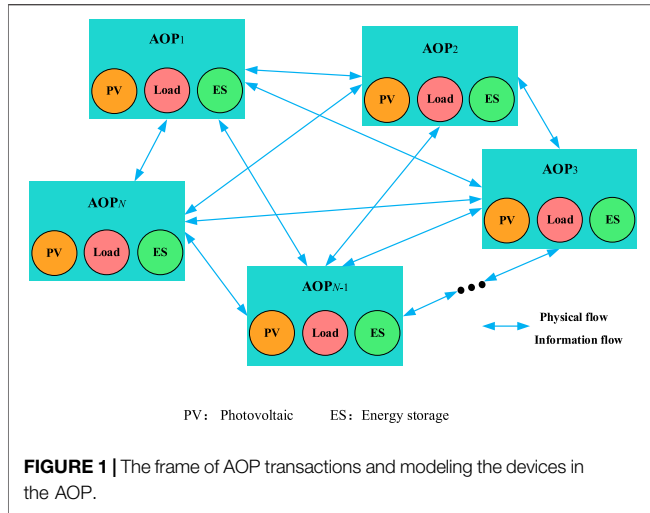 AOP1
PV Load ES
AOP2
PV Load ES
AOP3
PV Load ES
AOPN
PV Load ES
AOPN-1
PV Load ES
Physical flow
Information flow
PV: Photovoltaic ES: Energy storage
FIGURE 1 | The frame of AOP transactions and modeling the devices in
the AOP.